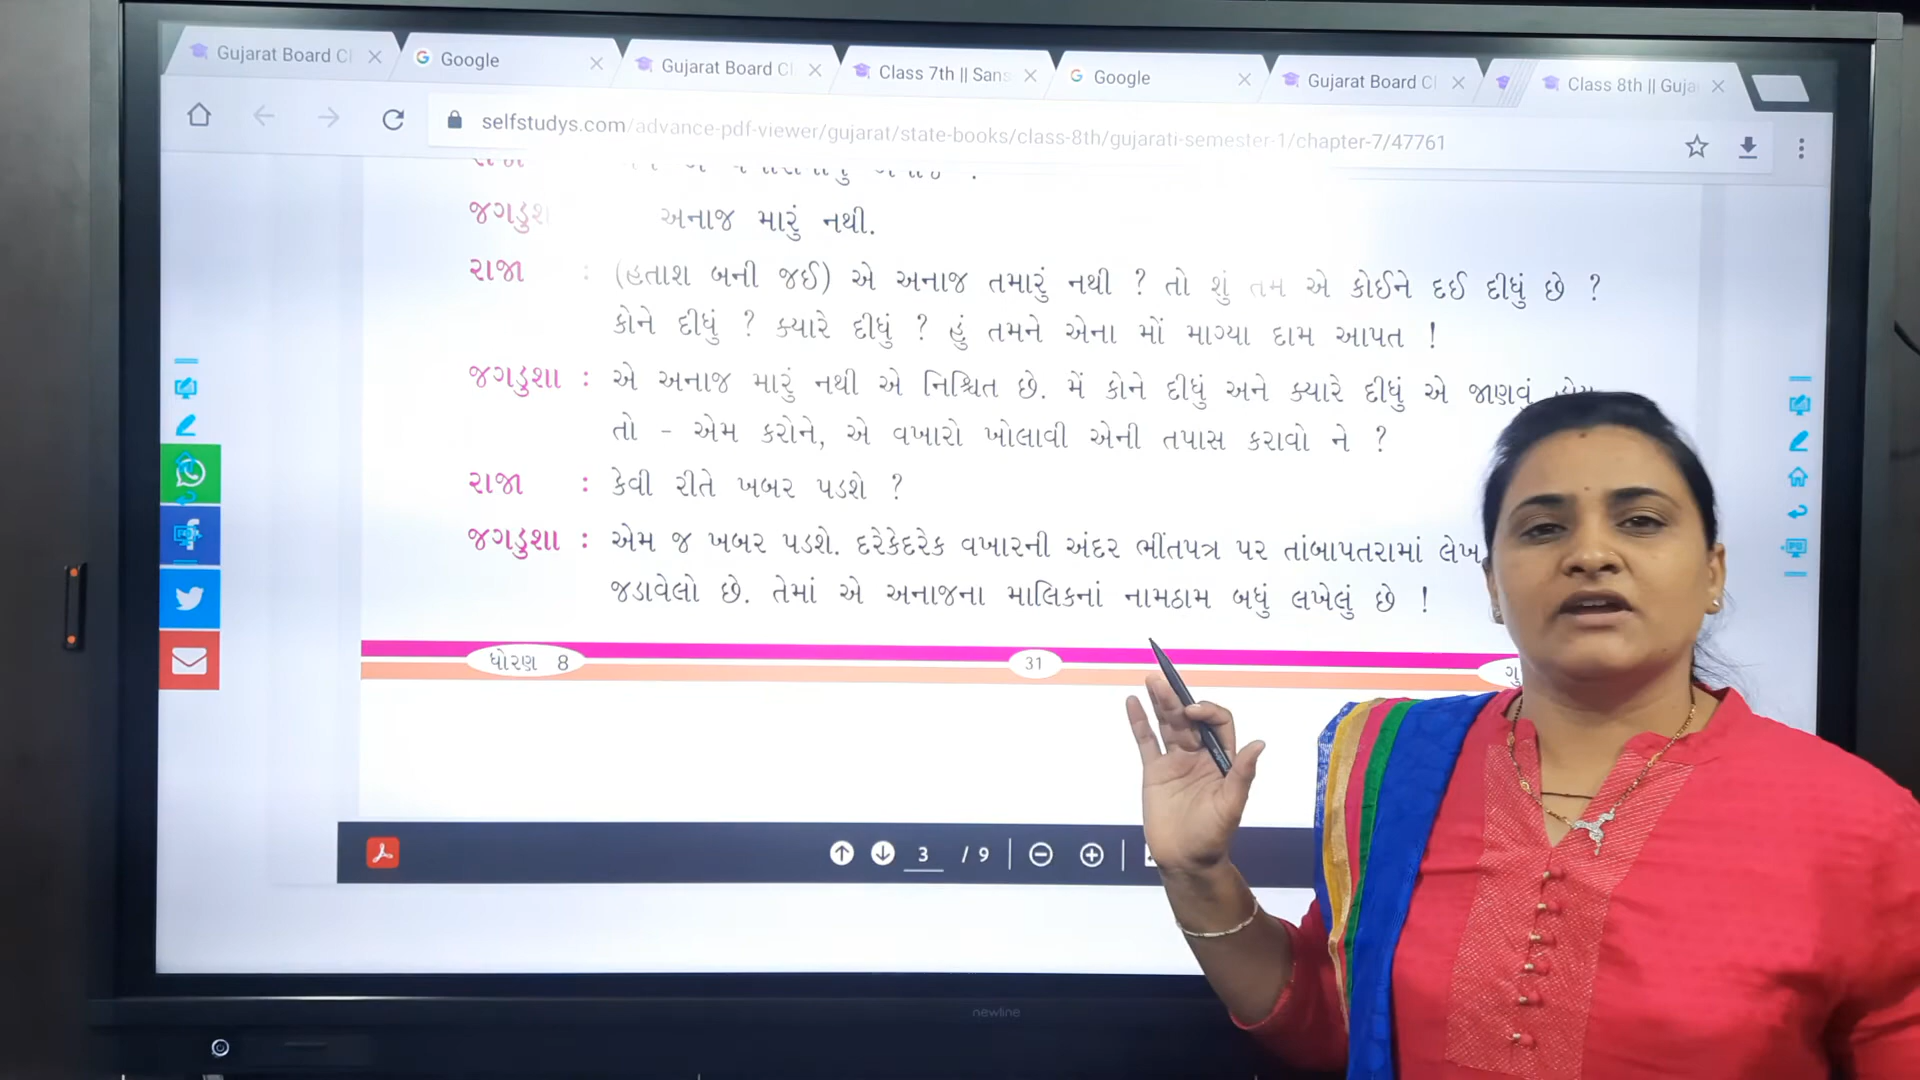 Gujarat Board Cl
Google
Gujarat Board Cl
Class 7th || Sans
Google
Gujarat Board Cl
Class 8th || Guja
selfstudys.com/advance-pdf-viewer/gujarat/state-books/class-8th/gujarati-semester-1/chapter-7/47761
જગડુશા અનાજ મારું નથી.
રાજા : (હતાશ બની જઈ) એ અનાજ તમારું નથી ? તો શું તમે એ કોઈને દઈ દીધું છે ?
કોને દીધું ? ક્યારે દીધું ? હું તમને એના મોં માગ્યા દામ આપત !
જગડુશા : એ અનાજ મારું નથી એ નિશ્ચિત છે. મેં કોને દીધું અને ક્યારે દીધું એ જાણવું
તો - એમ કરોને, એ વખારો ખોલાવી એની તપાસ કરાવો ને ?
રાજા : કેવી રીતે ખબર પડશે ?
જગડુશા : એમ જ ખબર પડશે. દરેકેદરેક વખારની અંદર ભીંતપત્ર પર તાંબાપતરામાં લેખ
જડાવેલો છે. તેમાં એ અનાજના માલિકનાં નામઠામ બધું લખેલું છે !
ધોરણ 8
31
ગુ
3 / 9
newline